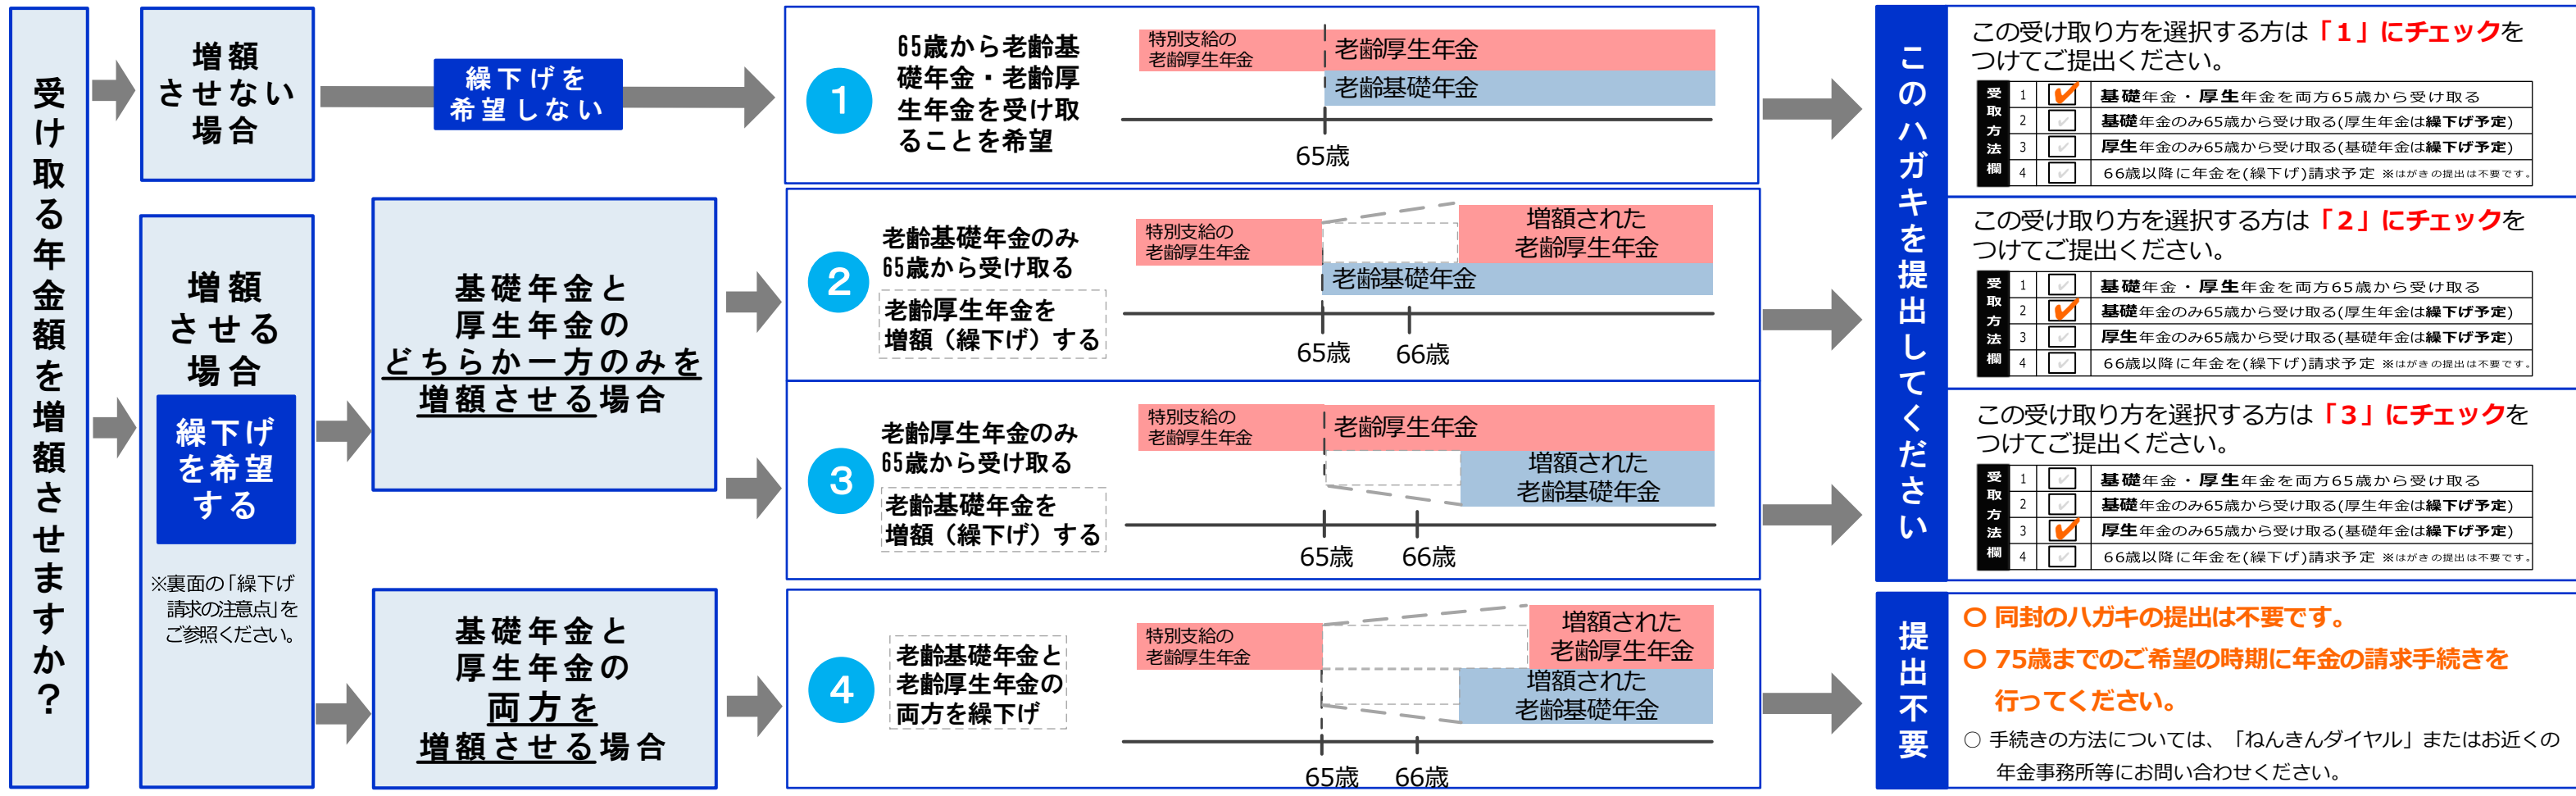 受け取る年金額を増額させますか？
増額
させない
場合
繰下げを
希望しない
1
65歳から老齢基
礎年金・老齢厚
生年金を受け取
ることを希望
特別支給の
老齢厚生年金
老齢厚生年金
老齢基礎年金
65歳
増額
させる
場合
繰下げ
を希望
する
※裏面の「繰下げ
請求の注意点」を
ご参照ください。
基礎年金と
厚生年金の
どちらか一方のみを
増額させる場合
2
老齢基礎年金のみ
65歳から受け取る
老齢厚生年金を
増額（繰下げ）する
特別支給の
老齢厚生年金
増額された
老齢厚生年金
老齢基礎年金
65歳
66歳
3
老齢厚生年金のみ
65歳から受け取る
老齢基礎年金を
増額（繰下げ）する
特別支給の
老齢厚生年金
老齢厚生年金
増額された
老齢基礎年金
65歳
66歳
基礎年金と
厚生年金の
両方を
増額させる場合
4
老齢基礎年金と
老齢厚生年金の
両方を繰下げ
特別支給の
老齢厚生年金
増額された
老齢厚生年金
増額された
老齢基礎年金
65歳
66歳
このハガキを提出してください
この受け取り方を選択する方は「１」にチェックを
つけてご提出ください。
受取方法欄
1 基礎年金・厚生年金を両方65歳から受け取る
2 基礎年金のみ65歳から受け取る(厚生年金は繰下げ予定)
3 厚生年金のみ65歳から受け取る(基礎年金は繰下げ予定)
4 66歳以降に年金を(繰下げ)請求予定 ※はがきの提出は不要です。
この受け取り方を選択する方は「２」にチェックを
つけてご提出ください。
受取方法欄
1 基礎年金・厚生年金を両方65歳から受け取る
2 基礎年金のみ65歳から受け取る(厚生年金は繰下げ予定)
3 厚生年金のみ65歳から受け取る(基礎年金は繰下げ予定)
4 66歳以降に年金を(繰下げ)請求予定 ※はがきの提出は不要です。
この受け取り方を選択する方は「３」にチェックを
つけてご提出ください。
受取方法欄
1 基礎年金・厚生年金を両方65歳から受け取る
2 基礎年金のみ65歳から受け取る(厚生年金は繰下げ予定)
3 厚生年金のみ65歳から受け取る(基礎年金は繰下げ予定)
4 66歳以降に年金を(繰下げ)請求予定 ※はがきの提出は不要です。
提出不要
○ 同封のハガキの提出は不要です。
○ 75歳までのご希望の時期に年金の請求手続きを
行ってください。
○ 手続きの方法については、「ねんきんダイヤル」またはお近くの
年金事務所等にお問い合わせください。